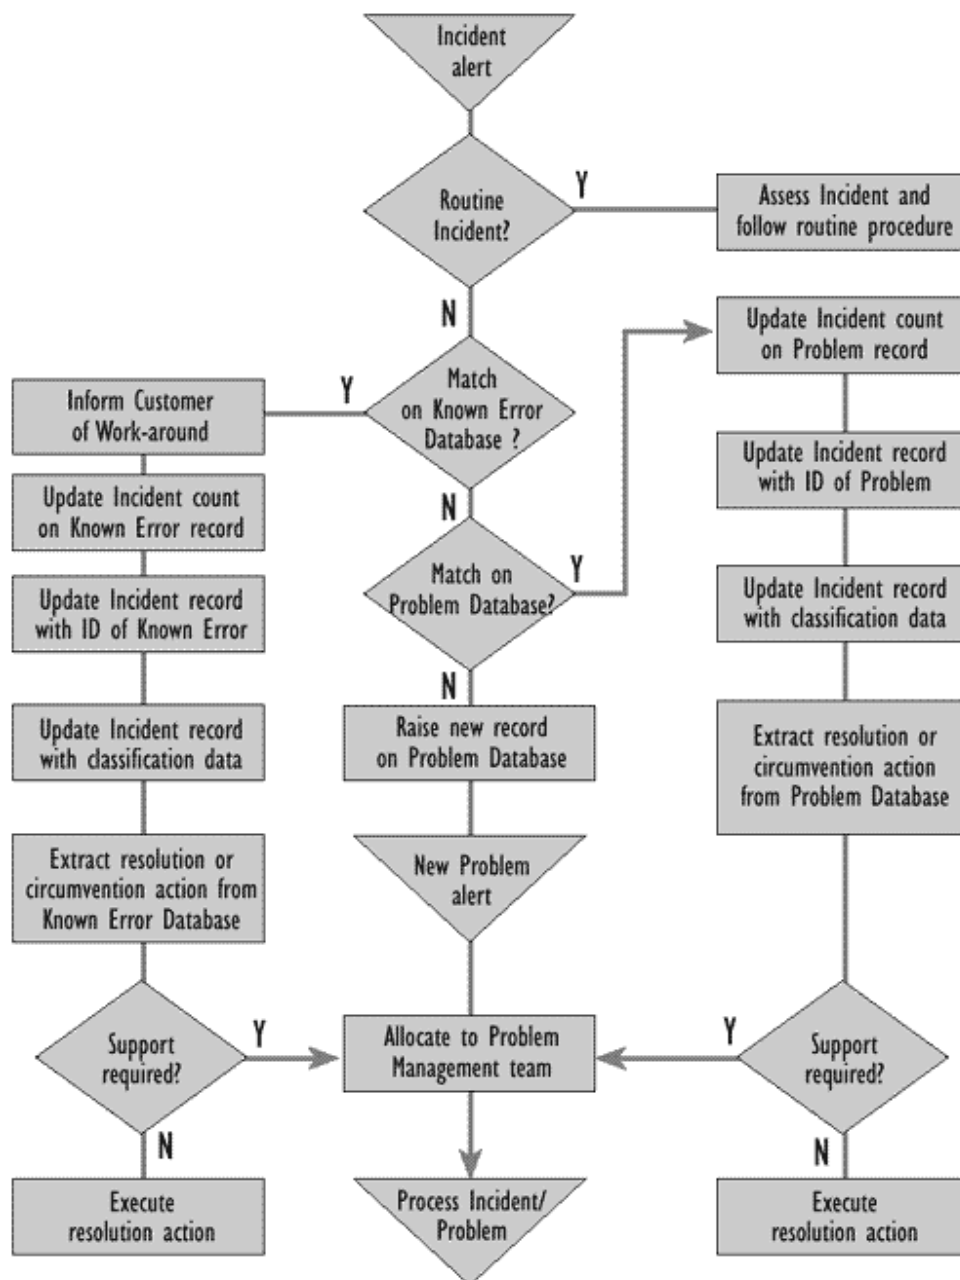 Incident
alert
Routine
Incident?
Y
Assess Incident and
follow routine procedure
N
Match
on Known Error
Database ?
Y
Inform Customer
of Work-around
Update Incident count
on Known Error record
Update Incident record
with ID of Known Error
Update Incident record
with classification data
Extract resolution or
circumvention action from
Known Error Database
Support
required?
Y
N
Execute
resolution action
N
Match on
Problem Database?
Y
Update Incident count
on Problem record
Update Incident record
with ID of Problem
Update Incident record
with classification data
Extract resolution or
circumvention action
from Problem Database
Support
required?
Y
N
Execute
resolution action
N
Raise new record
on Problem Database
New Problem
alert
Allocate to Problem
Management team
Process Incident/
Problem